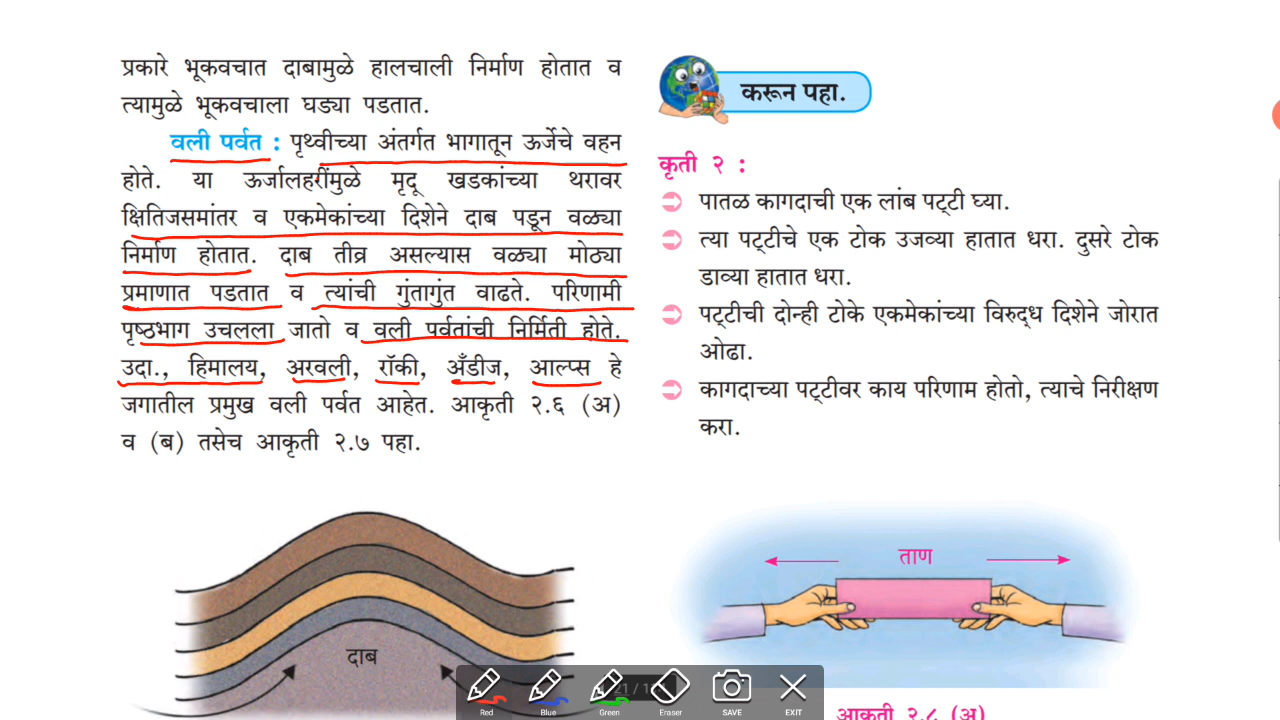 प्रकारे भूकवचात दाबामुळे हालचाली निर्माण होतात व
त्यामुळे भूकवचाला घड्या पडतात.
वली पर्वत : पृथ्वीच्या अंतर्गत भागातून ऊर्जेचे वहन
होते. या ऊर्जालहरींमुळे मृदू खडकांच्या थरावर
क्षितिजसमांतर व एकमेकांच्या दिशेने दाब पडून वळ्या
निर्माण होतात. दाब तीव्र असल्यास वळ्या मोठ्या
प्रमाणात पडतात व त्यांची गुंतागुंत वाढते. परिणामी
पृष्ठभाग उचलला जातो व वली पर्वतांची निर्मिती होते.
उदा., हिमालय, अरवली, रॉकी, अँडीज, आल्प्स हे
जगातील प्रमुख वली पर्वत आहेत. आकृती २.६ (अ)
व (ब) तसेच आकृती २.७ पहा.
दाब
करून पहा.
कृती २ :
पातळ कागदाची एक लांब पट्टी घ्या.
त्या पट्टीचे एक टोक उजव्या हातात धरा. दुसरे टोक
डाव्या हातात धरा.
पट्टीची दोन्ही टोके एकमेकांच्या विरुद्ध दिशेने जोरात
ओढा.
कागदाच्या पट्टीवर काय परिणाम होतो, त्याचे निरीक्षण
करा.
ताण
आकृती २.८ (अ)
Red Blue Green Eraser SAVE EXIT